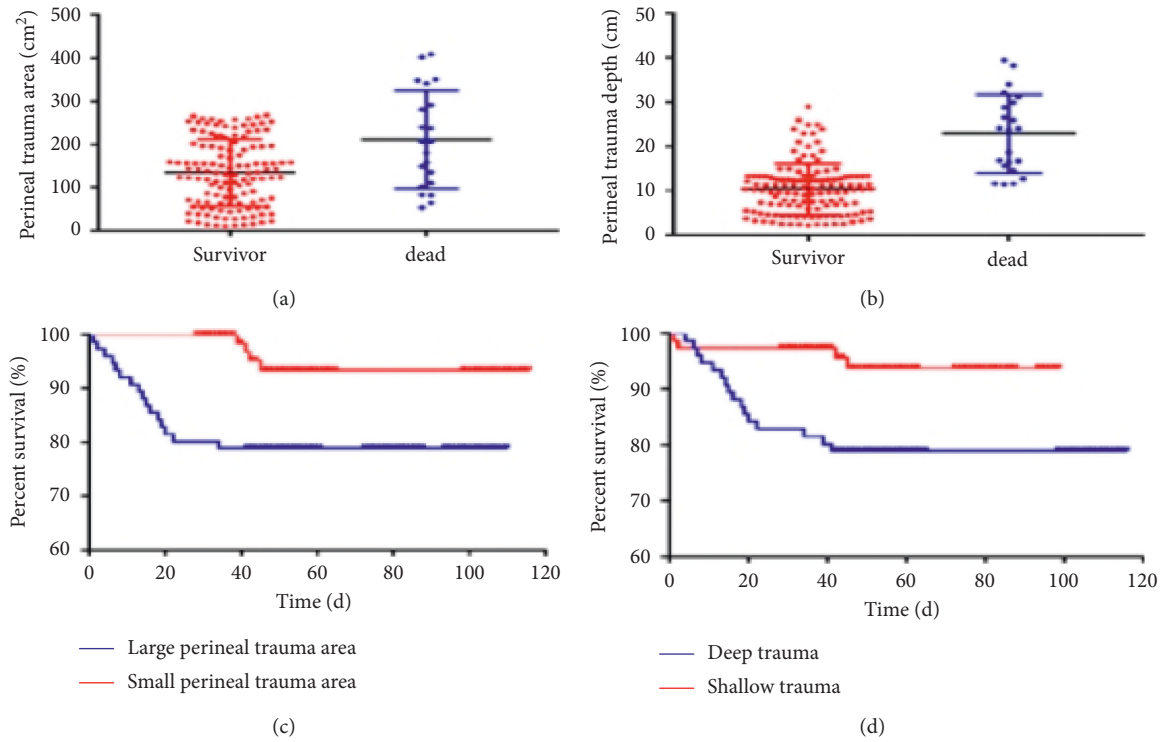 Perineal trauma area (cm²)
500
400
300
200
100
0
Survivor
dead
(a)
Perineal trauma depth (cm)
50
40
30
20
10
0
Survivor
dead
(b)
Percent survival (%)
100
90
80
70
60
0
20
40
60
80
100
120
Time (d)
Large perineal trauma area
Small perineal trauma area
(c)
Percent survival (%)
100
90
80
70
60
0
20
40
60
80
100
120
Time (d)
Deep trauma
Shallow trauma
(d)